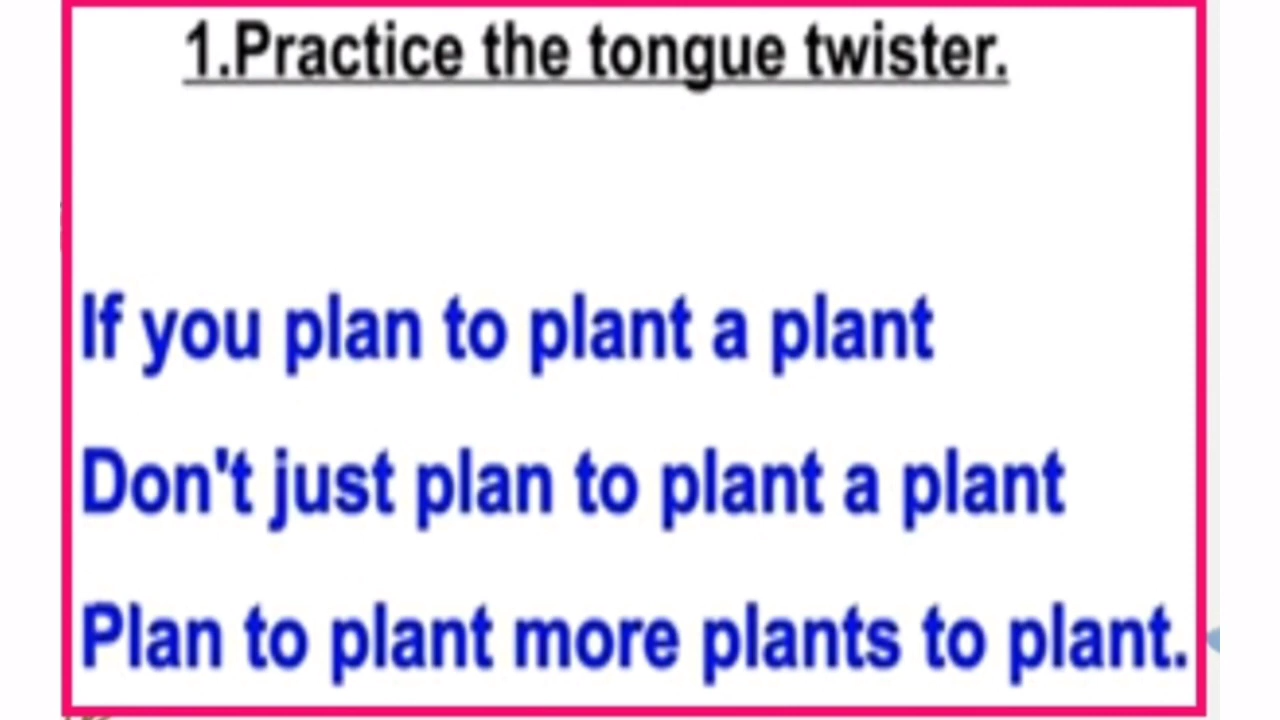 1.Practice the tongue twister.
If you plan to plant a plant
Don't just plan to plant a plant
Plan to plant more plants to plant.